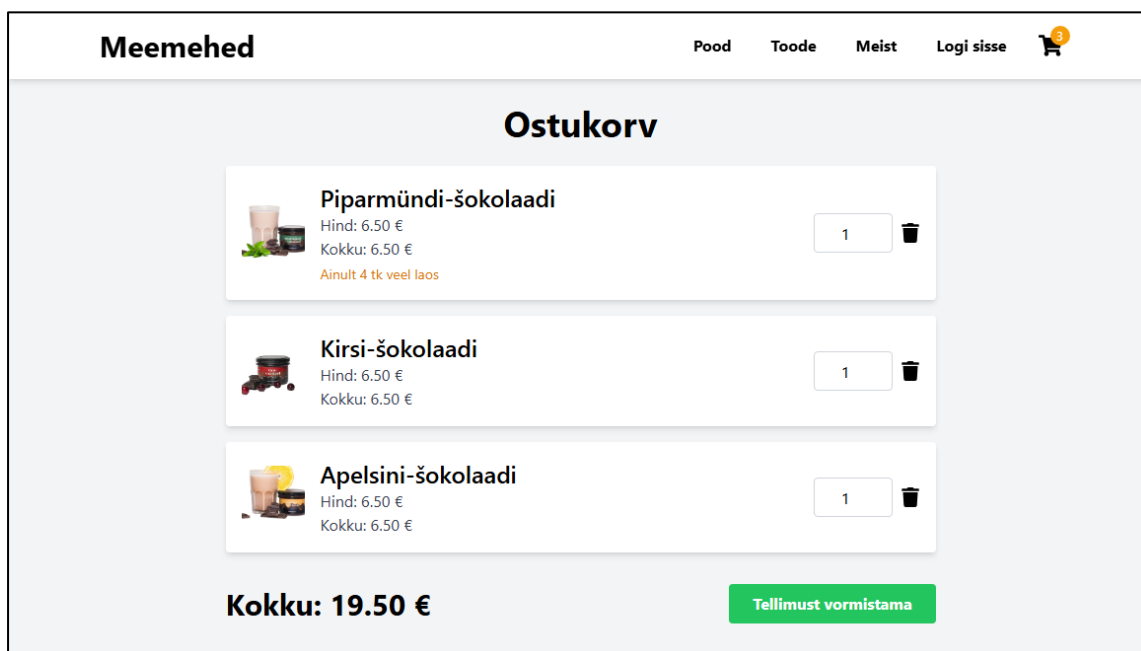 Meemehed
Pood Toode Meist Logi sisse 3
Ostukorv
Piparmündi-šokolaadi
Hind: 6.50 €
Kokku: 6.50 €
Ainult 4 tk veel laos
1
Kirsi-šokolaadi
Hind: 6.50 €
Kokku: 6.50 €
1
Apelsini-šokolaadi
Hind: 6.50 €
Kokku: 6.50 €
1
Kokku: 19.50 €
Tellimust vormistama